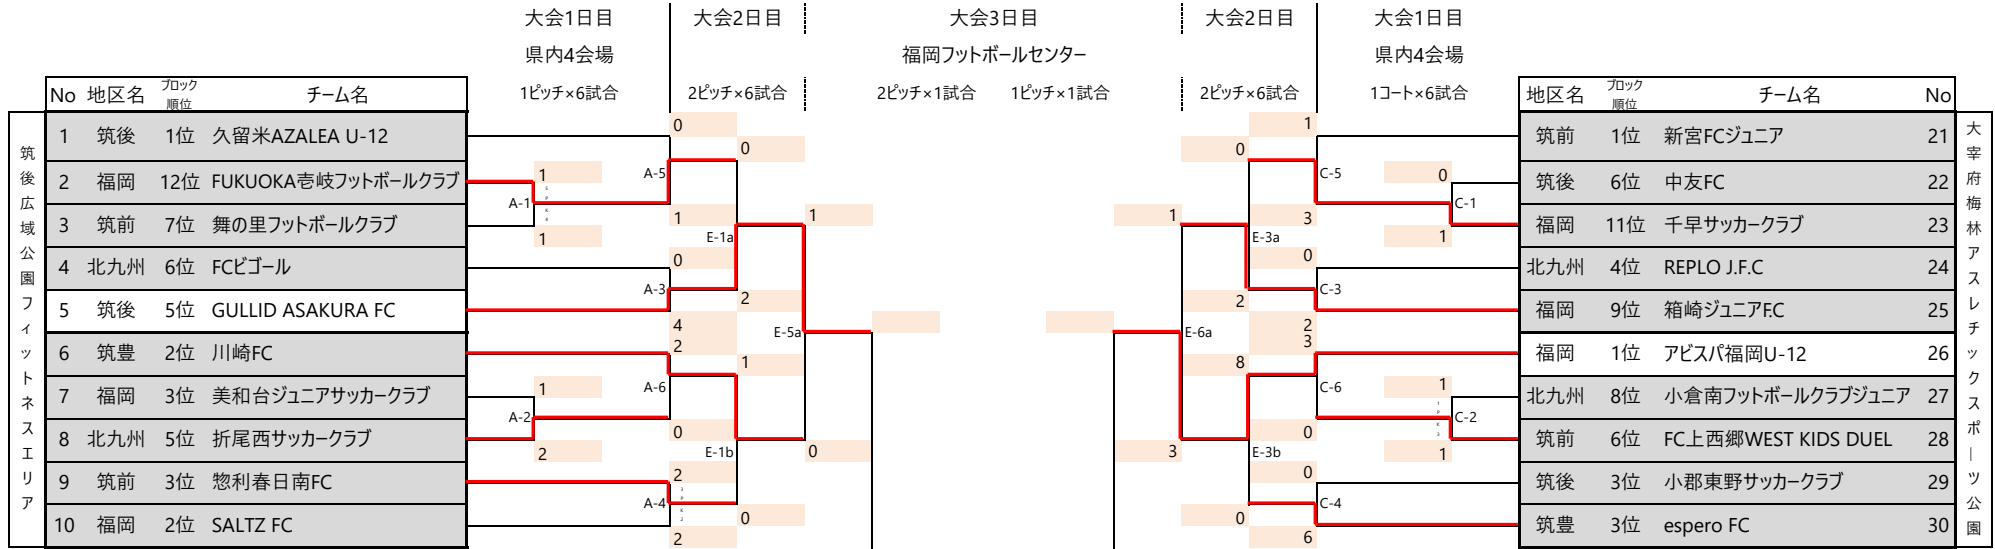 大会1日目 大会2日目 大会3日目 大会2日目 大会1日目
県内4会場 福岡フットボールセンター 県内4会場
1ピッチ×6試合 2ピッチ×6試合 2ピッチ×1試合 1ピッチ×1試合 2ピッチ×6試合 1コート×6試合
No 地区名 ブロック順位 チーム名
筑後広域公園フィットネスエリア
1 筑後 1位 久留米AZALEA U-12
2 福岡 12位 FUKUOKA壱岐フットボールクラブ
3 筑前 7位 舞の里フットボールクラブ
4 北九州 6位 FCビゴール
5 筑後 5位 GULLID ASAKURA FC
6 筑豊 2位 川崎FC
7 福岡 3位 美和台ジュニアサッカークラブ
8 北九州 5位 折尾西サッカークラブ
9 筑前 3位 惣利春日南FC
10 福岡 2位 SALTZ FC
1
A-1
1
1
A-2
2
0
A-5
1
0
A-3
4
2
A-6
0
2
A-4
2
0
E-1a
2
1
E-1b
0
1
E-5a
0
1
E-6a
3
0
E-3a
2
8
E-3b
0
1
C-5
3
0
C-3
2
3
C-6
0
0
C-4
6
0
C-1
1
1
C-2
1
地区名 ブロック順位 チーム名 No
筑前 1位 新宮FCジュニア 21
筑後 6位 中友FC 22
福岡 11位 千早サッカークラブ 23
北九州 4位 REPLO J.F.C 24
福岡 9位 箱崎ジュニアF.C 25
福岡 1位 アビスパ福岡U-12 26
北九州 8位 小倉南フットボールクラブジュニア 27
筑前 6位 FC上西郷WEST KIDS DUEL 28
筑後 3位 小郡東野サッカークラブ 29
筑豊 3位 espero FC 30
大宰府梅林アスレチックスポーツ公園